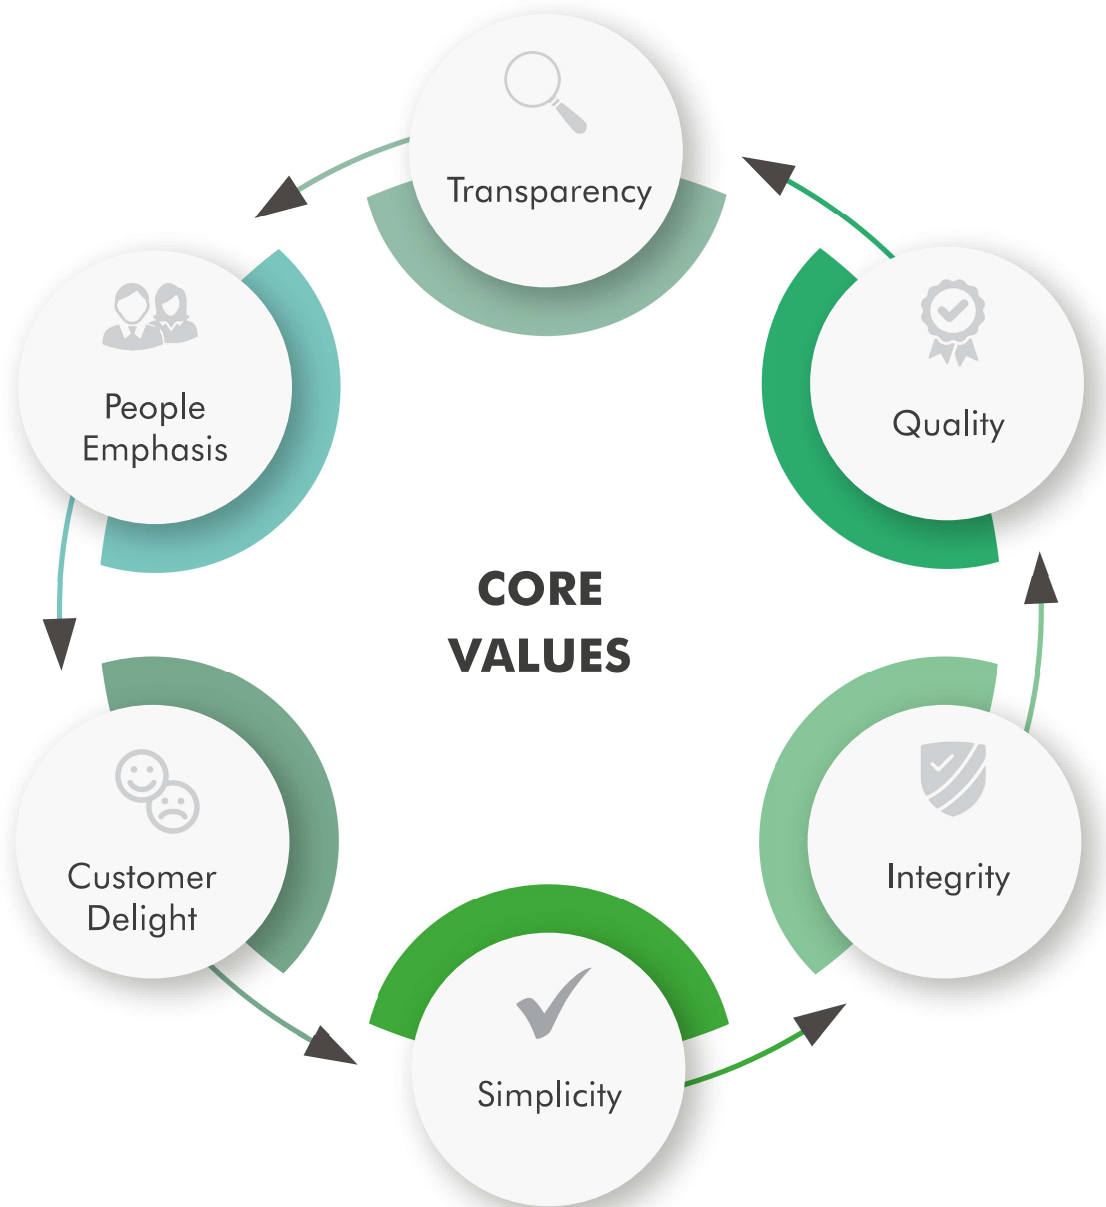 Transparency
People
Emphasis
Quality
CORE
VALUES
Customer
Delight
Integrity
Simplicity